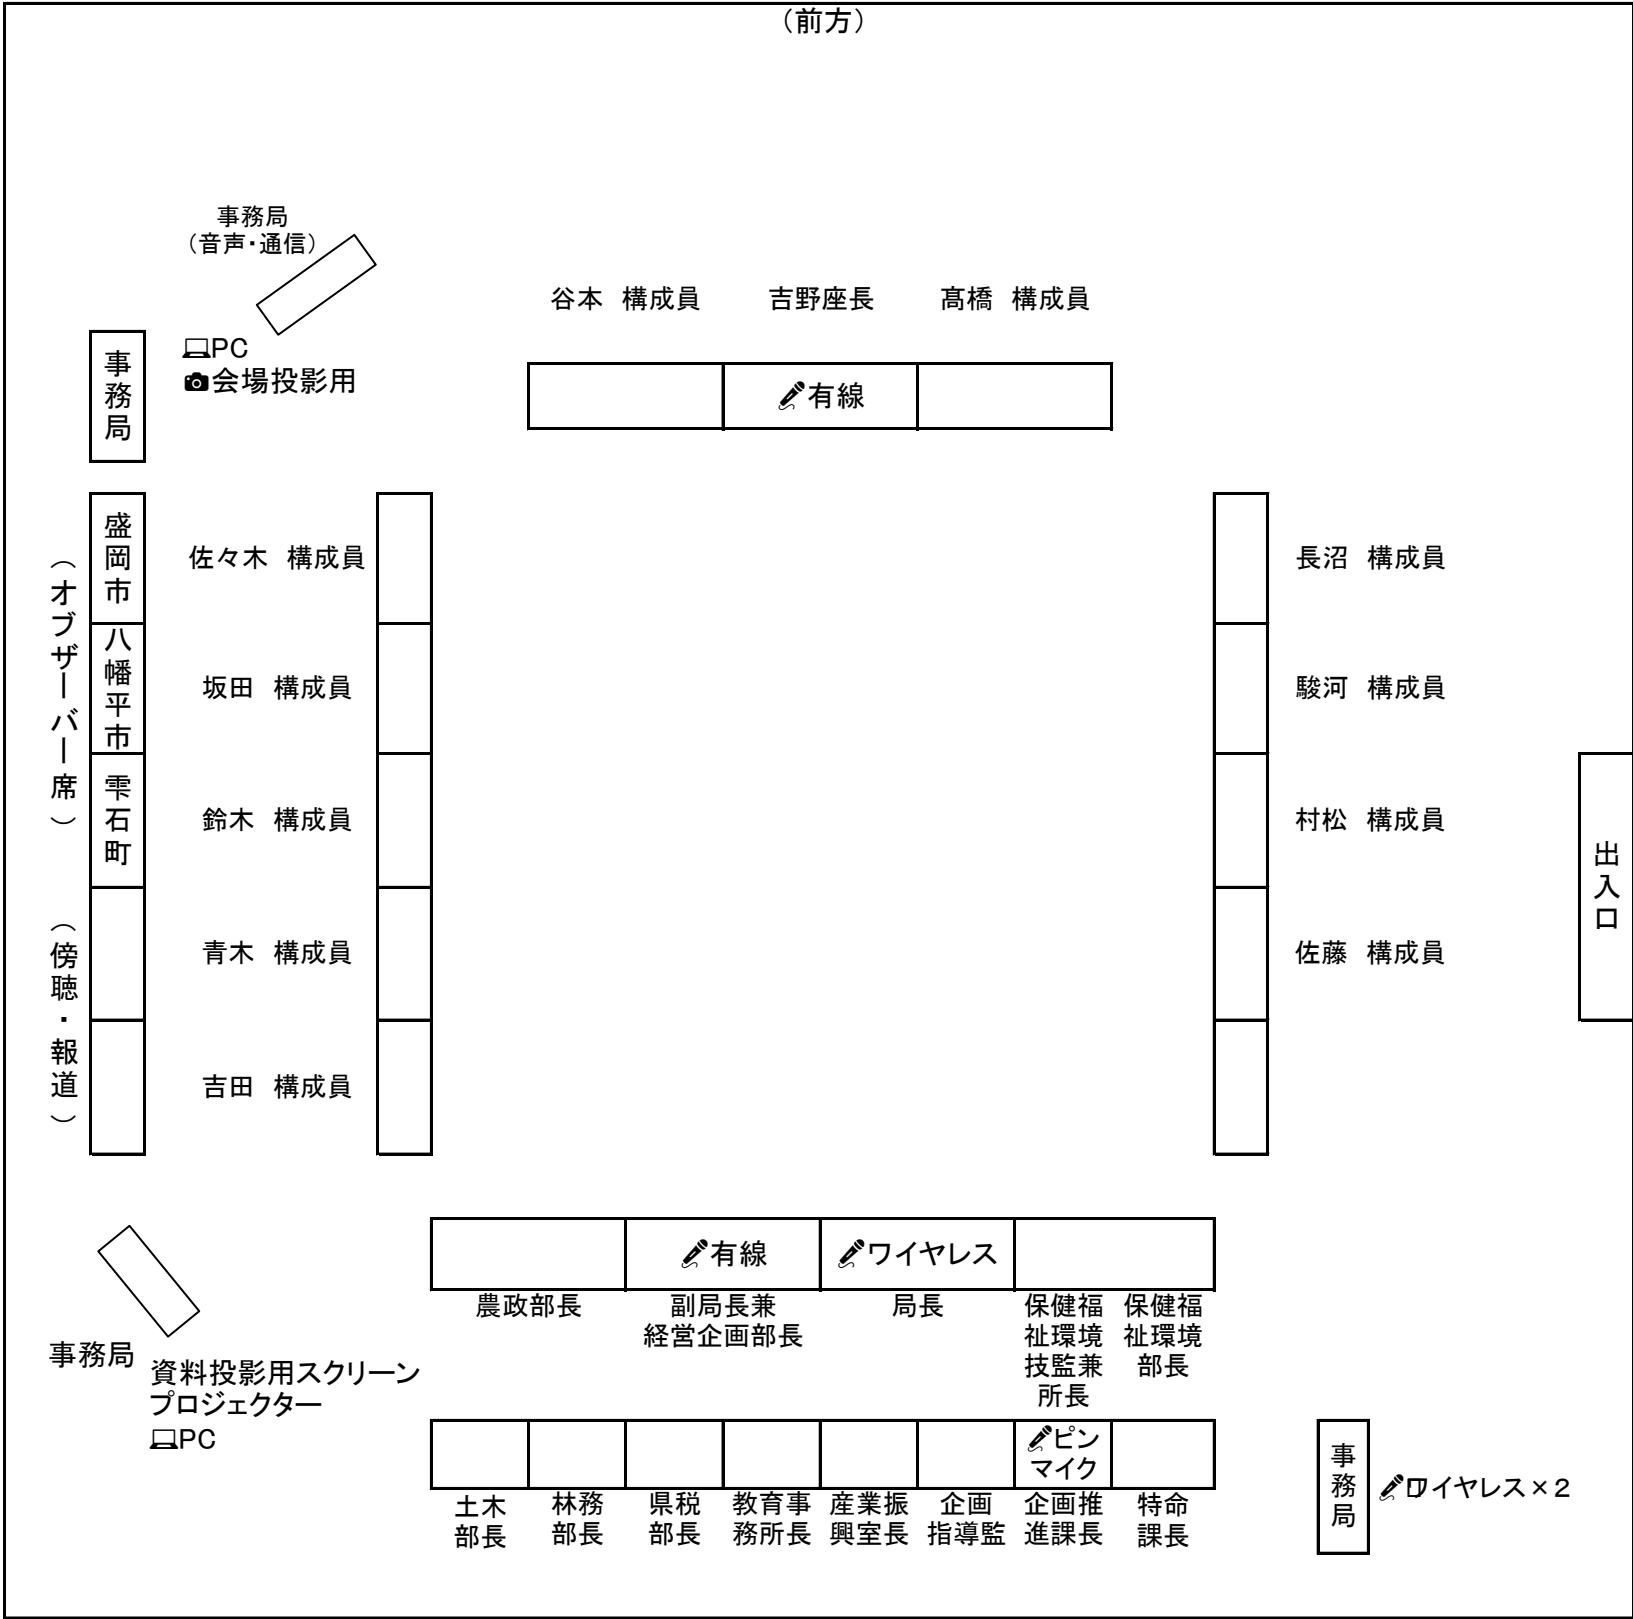 （前方）
事務局
（音声・通信）
谷本　構成員
吉野座長
髙橋　構成員
事務局
PC
会場投影用
有線
（オブザーバー席）
盛岡市
八幡平市
雫石町
（傍聴・報道）
佐々木　構成員
坂田　構成員
鈴木　構成員
青木　構成員
吉田　構成員
長沼　構成員
駿河　構成員
村松　構成員
佐藤　構成員
出入口
有線
ワイヤレス
農政部長
副局長兼
経営企画部長
局長
保健福
祉環境
技監兼
所長
保健福
祉環境
部長
事務局
資料投影用スクリーン
プロジェクター
PC
ピン
マイク
土木
部長
林務
部長
県税
部長
教育事
務所長
産業振
興室長
企画
指導監
企画推
進課長
特命
課長
事務局
ワイヤレス×２